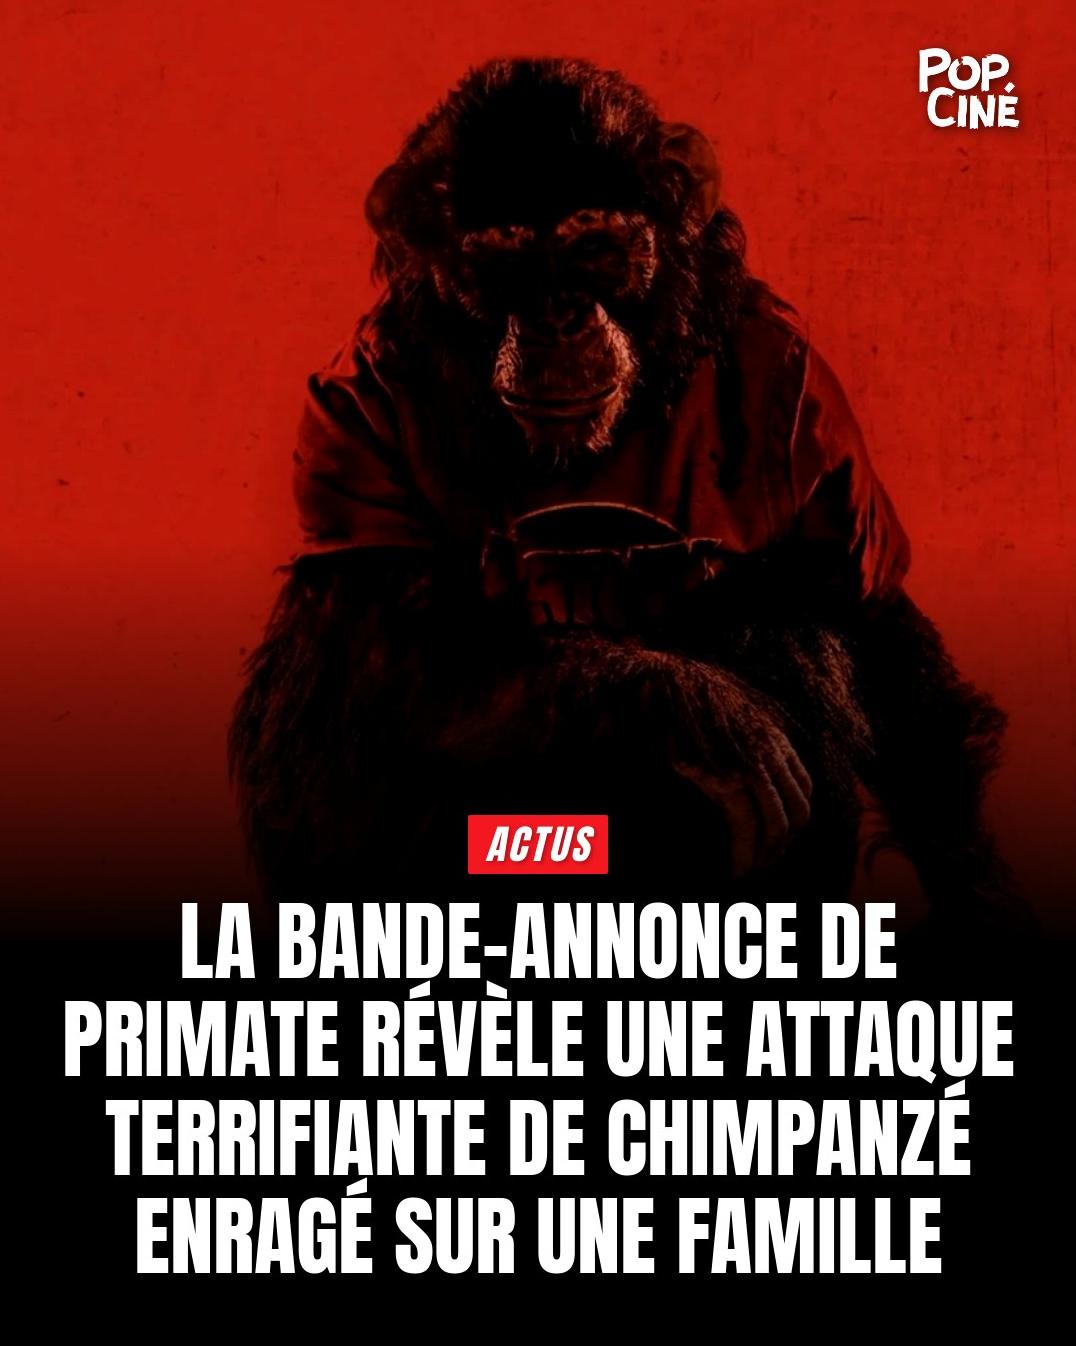 POP.
CINÉ
ACTUS
LA BANDE-ANNONCE DE
PRIMATE RÉVÈLE UNE ATTAQUE
TERRIFIANTE DE CHIMPANZÉ
ENRAGÉ SUR UNE FAMILLE